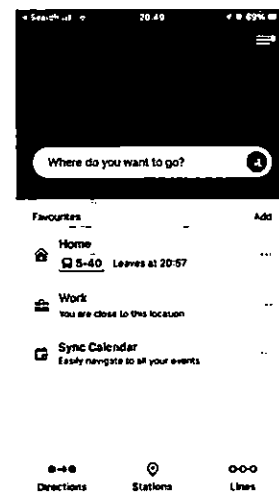 20:49 69%
Where do you want to go?
Favourites Add
Home
5-40 Leaves at 20:57
Work
You are close to this location
Sync Calendar
Easily navigate to all your events
Directions Stations Lines